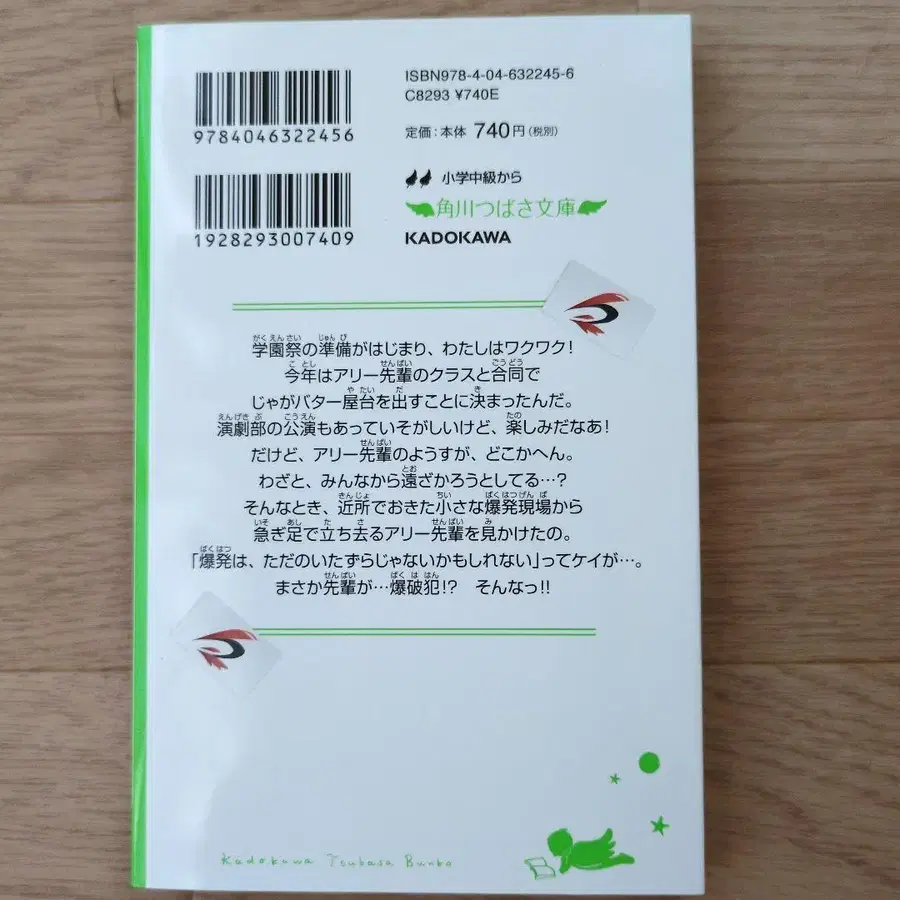 ISBN978-4-04-632245-6
C8293 ¥740E
9784046322456
定価：本体 740円（税別）
1928293007409
小学中級から
角川つばさ文庫
KADOKAWA
学園祭の準備がはじまり、わたしはワクワク！
今年はアリー先輩のクラスと合同で
じゃがバター屋台を出すことに決まったんだ。
演劇部の公演もあっていそがしいけど、楽しみだなあ！
だけど、アリー先輩のようすが、どこかへん。
わざと、みんなから遠ざかろうとしてる…？
そんなとき、近所でおきた小さな爆発現場から
急ぎ足で立ち去るアリー先輩を見かけたの。
「爆発は、ただのいたずらじゃないかもしれない」ってケイが…。
まさか先輩が…爆破犯!?　そんなっ!!
Kadokawa Tsubasa Bunko